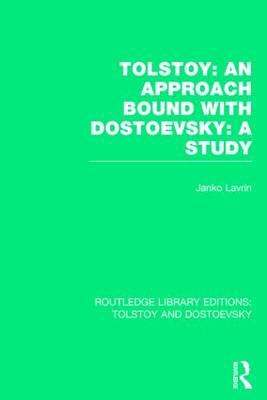 TOLSTOY: AN
APPROACH
BOUND WITH
DOSTOEVSKY: A
STUDY
Janko Lavrin
ROUTLEDGE LIBRARY EDITIONS:
TOLSTOY AND DOSTOEVSKY
ROUTLEDGE